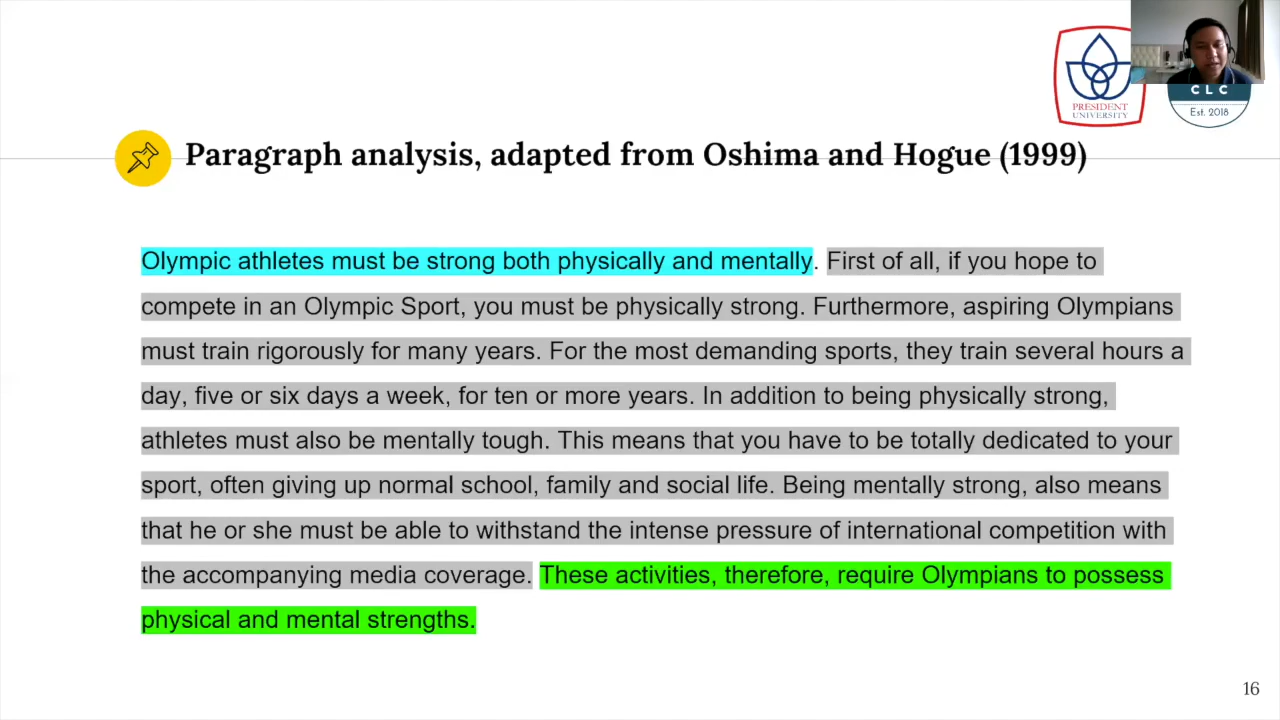 PRESIDENT
UNIVERSITY
CLC
Est. 2018
Paragraph analysis, adapted from Oshima and Hogue (1999)
Olympic athletes must be strong both physically and mentally. First of all, if you hope to
compete in an Olympic Sport, you must be physically strong. Furthermore, aspiring Olympians
must train rigorously for many years. For the most demanding sports, they train several hours a
day, five or six days a week, for ten or more years. In addition to being physically strong,
athletes must also be mentally tough. This means that you have to be totally dedicated to your
sport, often giving up normal school, family and social life. Being mentally strong, also means
that he or she must be able to withstand the intense pressure of international competition with
the accompanying media coverage. These activities, therefore, require Olympians to possess
physical and mental strengths.
16